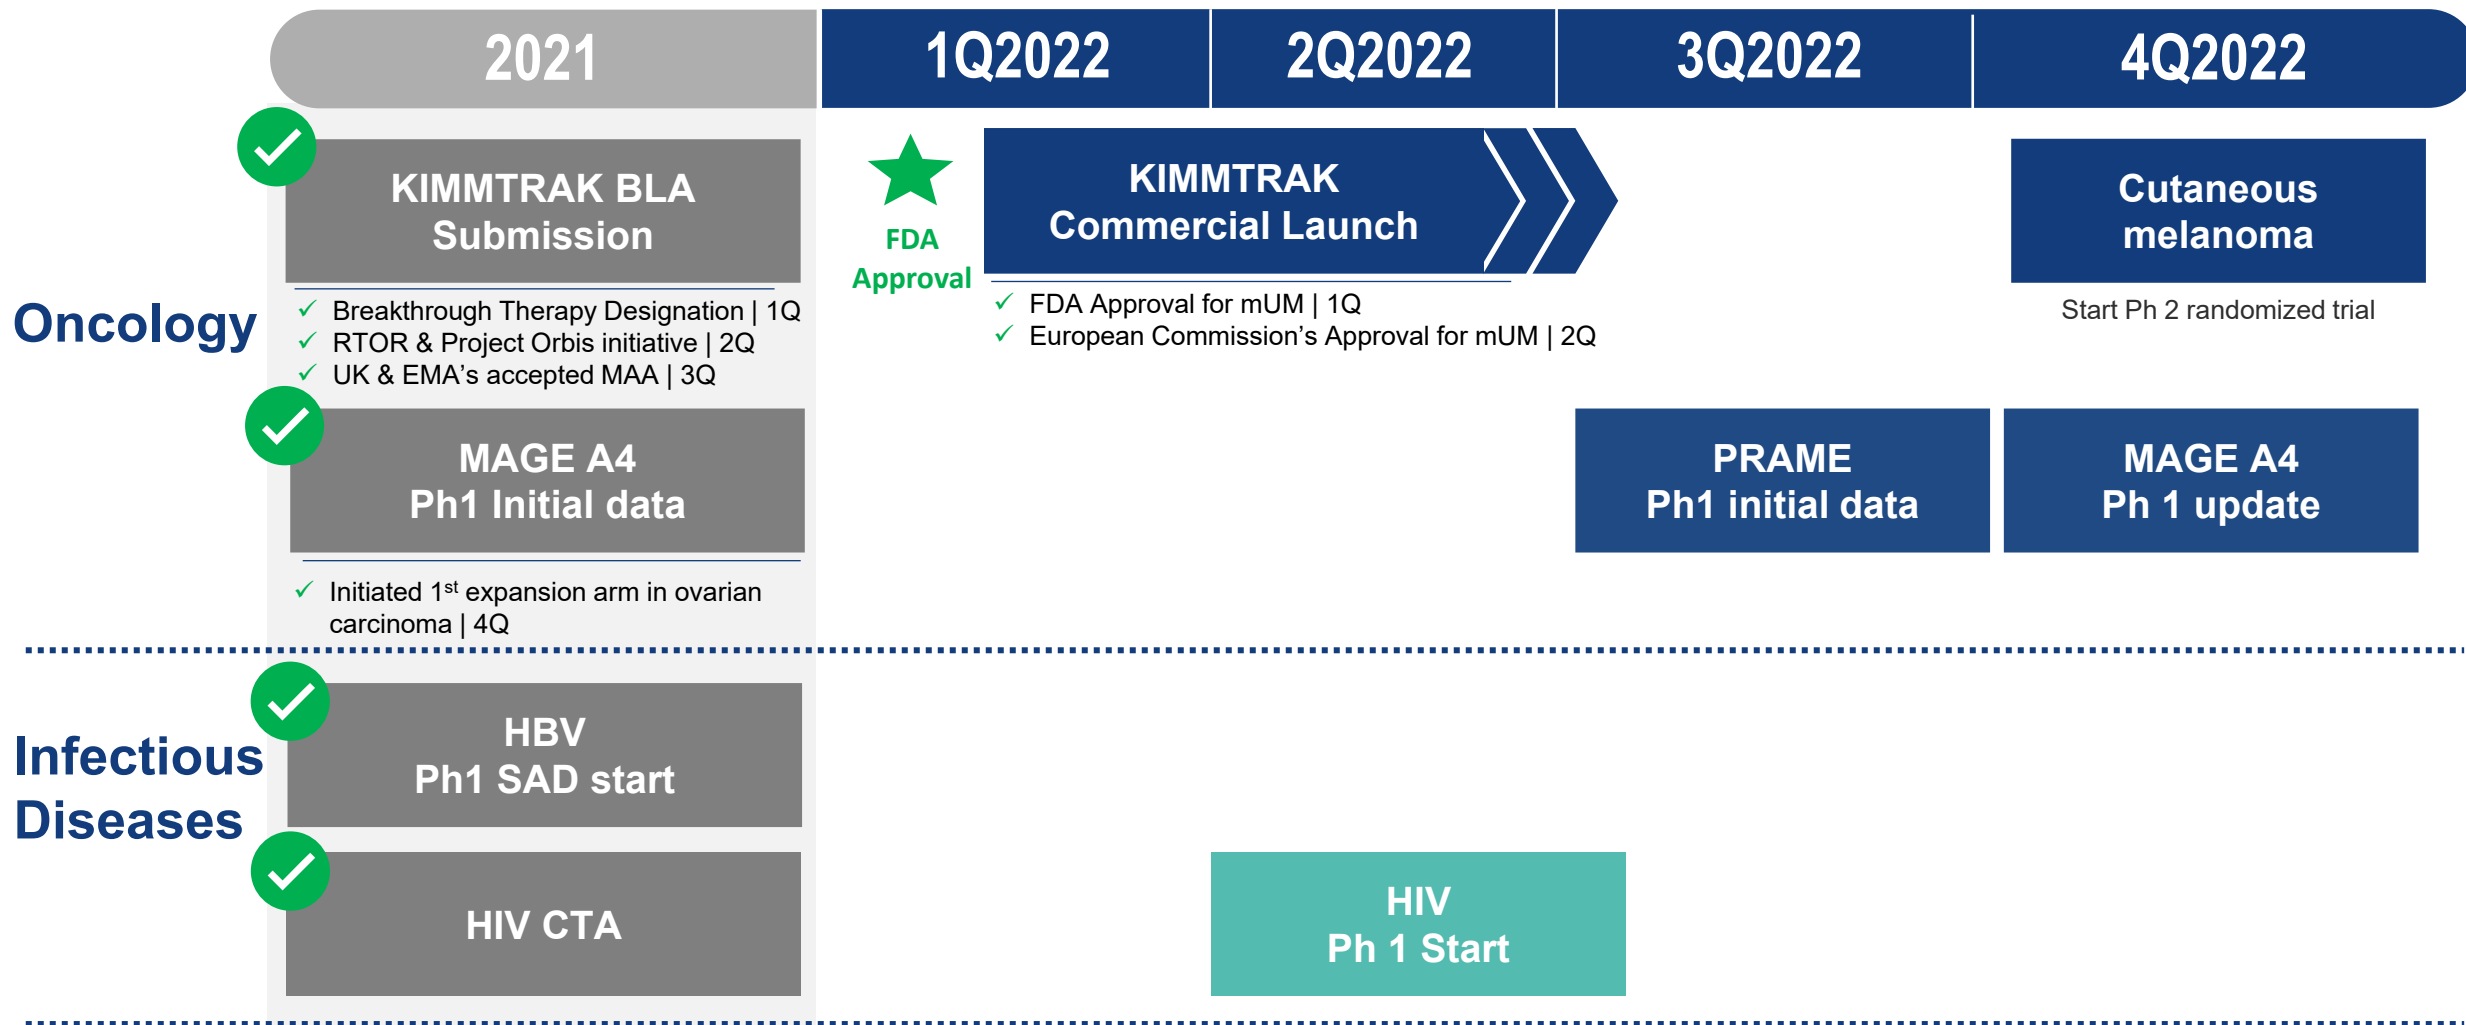 2021
1Q2022
2Q2022
3Q2022
4Q2022
Oncology
KIMMTRAK BLA
Submission
✓ Breakthrough Therapy Designation | 1Q
✓ RTOR & Project Orbis initiative | 2Q
✓ UK & EMA's accepted MAA | 3Q
FDA
Approval
KIMMTRAK
Commercial Launch
✓ FDA Approval for mUM | 1Q
✓ European Commission's Approval for mUM | 2Q
Cutaneous
melanoma
Start Ph 2 randomized trial
MAGE A4
Ph1 Initial data
✓ Initiated 1st expansion arm in ovarian
carcinoma | 4Q
PRAME
Ph1 initial data
MAGE A4
Ph 1 update
Infectious
Diseases
HBV
Ph1 SAD start
HIV CTA
HIV
Ph 1 Start